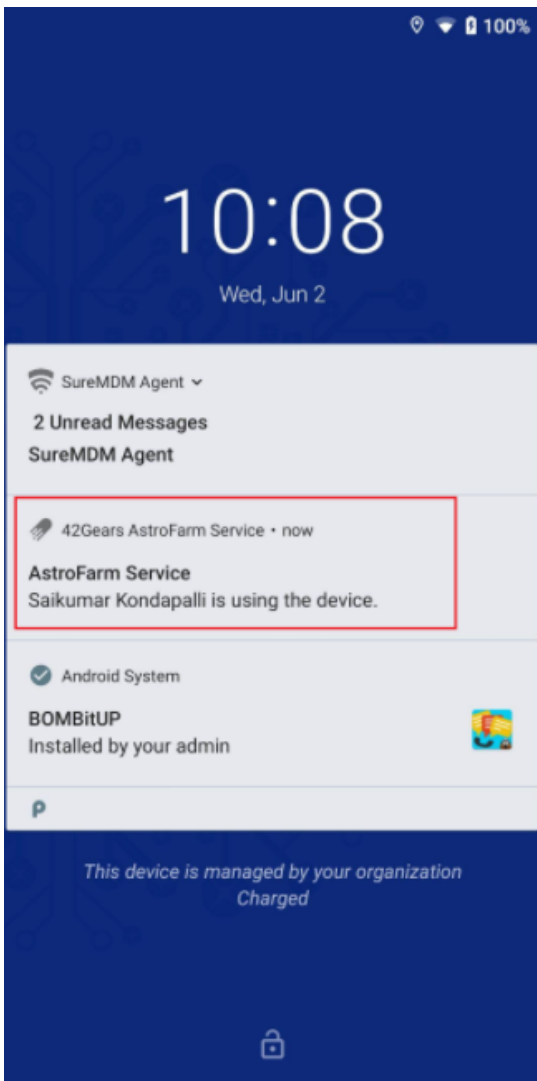 100%
10:08
Wed, Jun 2
SureMDM Agent
2 Unread Messages
SureMDM Agent
42Gears AstroFarm Service • now
AstroFarm Service
Saikumar Kondapalli is using the device.
Android System
BOMBitUP
Installed by your admin
This device is managed by your organization
Charged